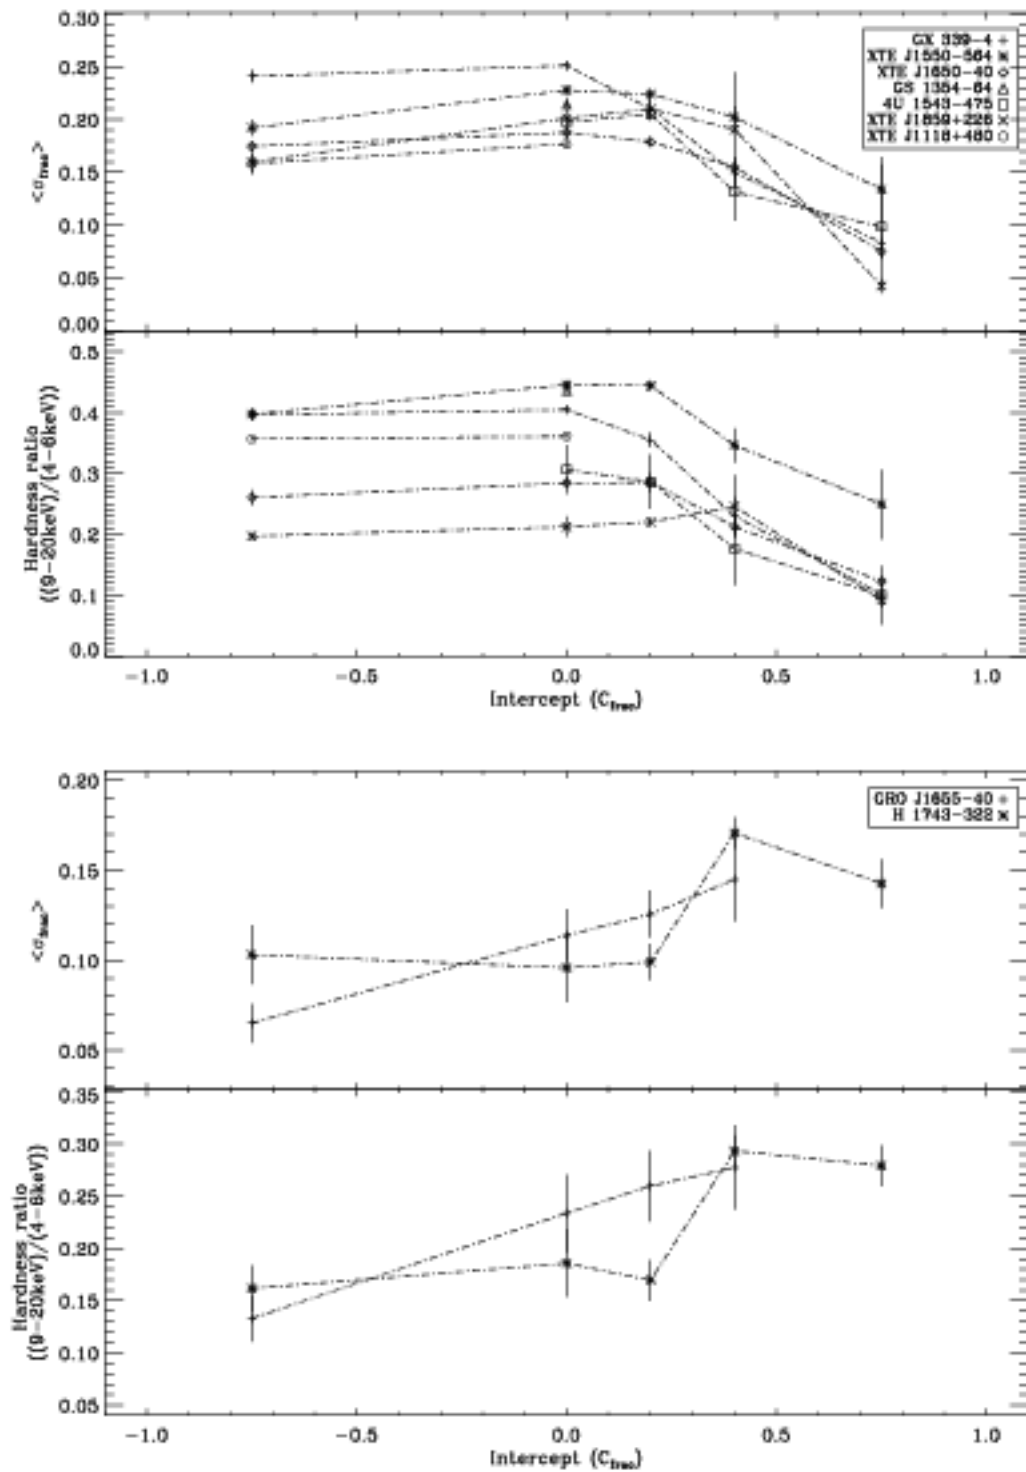 0.30
0.25
0.20
0.15
0.10
0.05
0.00
<σfrac>
GX 339-4
XTE J1550-564
XTE J1650-40
GS 1354-64
4U 1543-475
XTE J1859+226
XTE J1118+480
0.5
0.4
0.3
0.2
0.1
0.0
Hardness ratio
((9-20keV)/(4-6keV))
-1.0 -0.5 0.0 0.5 1.0
Intercept (Cfrac)
0.20
0.15
0.10
0.05
<σfrac>
GRO J1655-40
H 1743-322
0.35
0.30
0.25
0.20
0.15
0.10
0.05
Hardness ratio
((9-20keV)/(4-6keV))
-1.0 -0.5 0.0 0.5 1.0
Intercept (Cfrac)